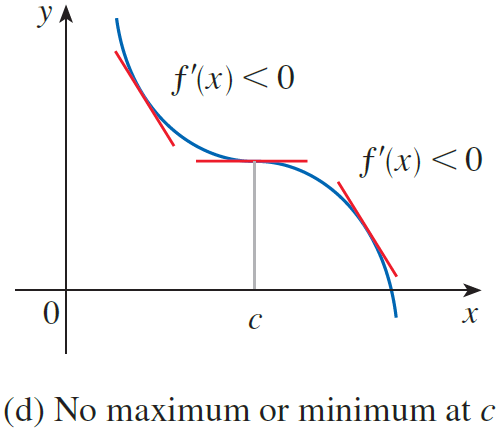 y
f'(x) < 0
f'(x) < 0
0
c
x
(d) No maximum or minimum at c